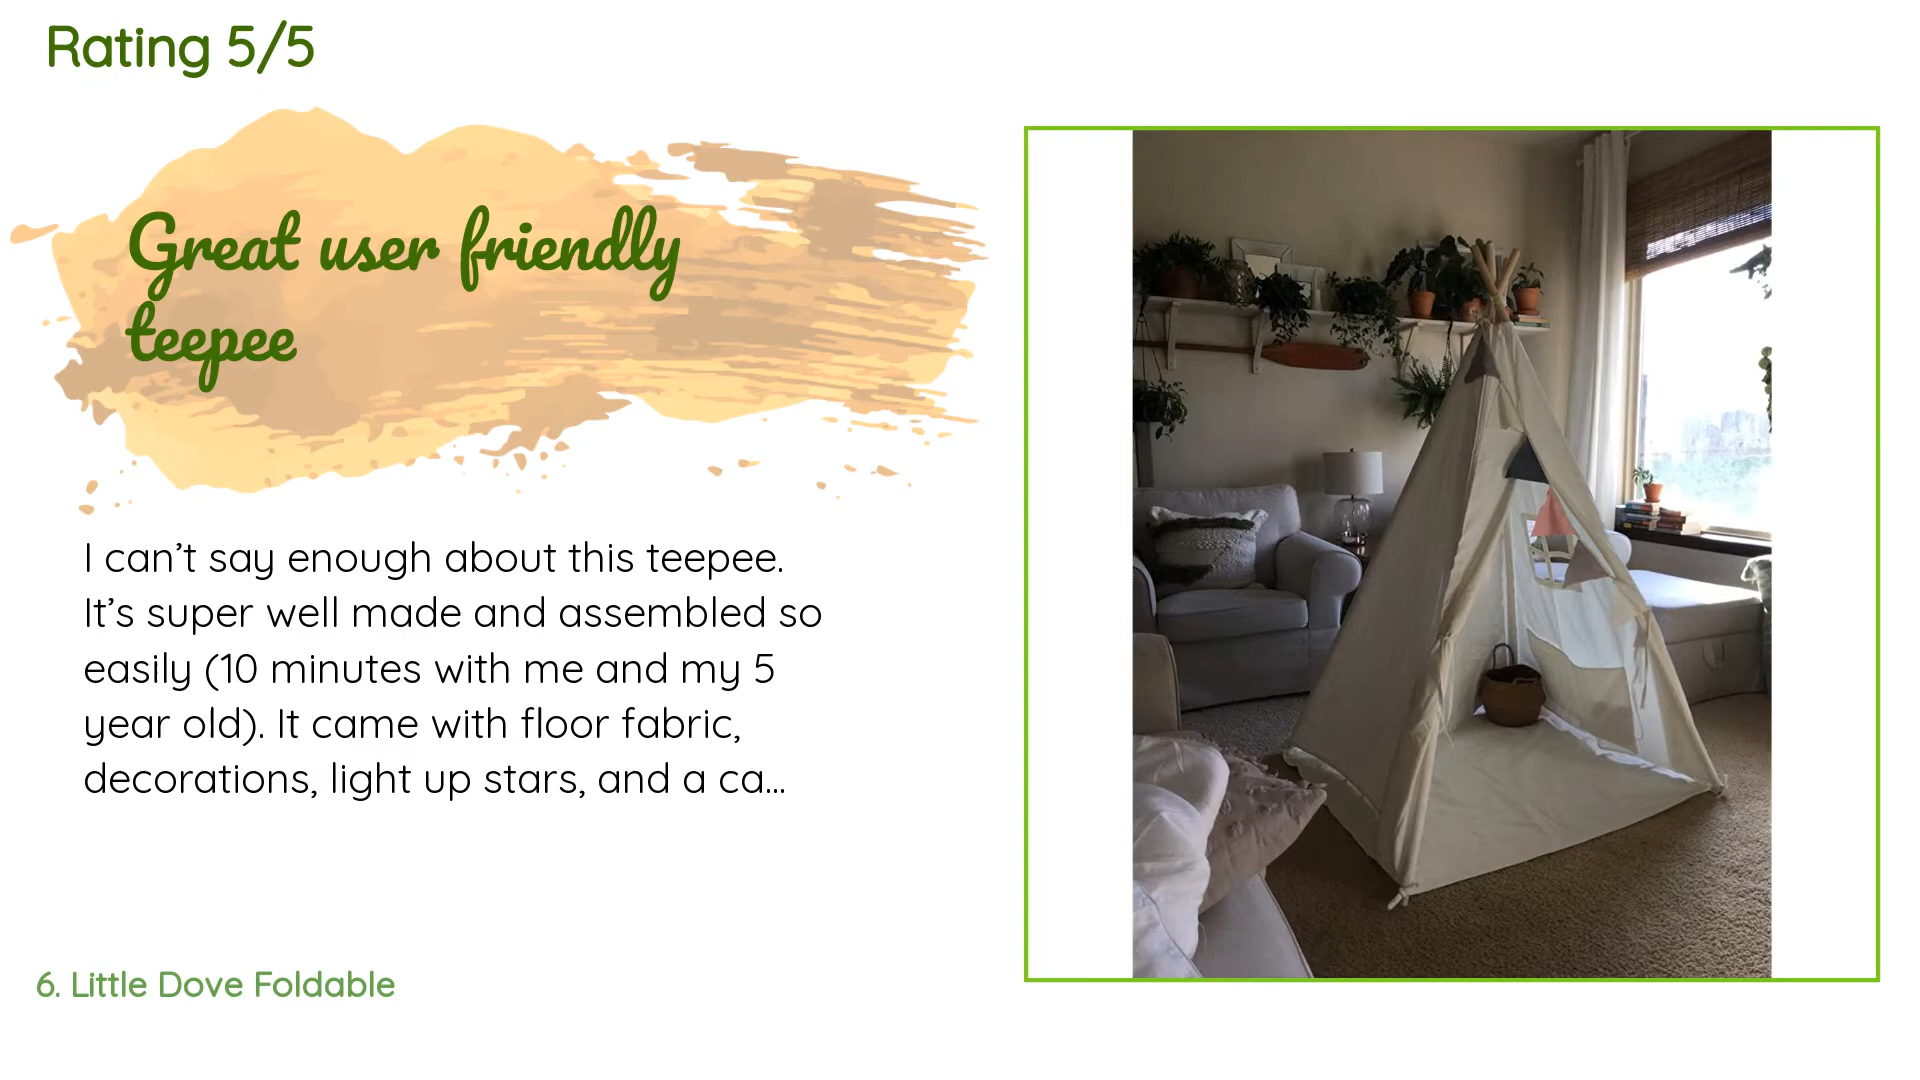 Rating 5/5
Great user friendly
teepee
I can’t say enough about this teepee.
It’s super well made and assembled so
easily (10 minutes with me and my 5
year old). It came with floor fabric,
decorations, light up stars, and a ca...
6. Little Dove Foldable